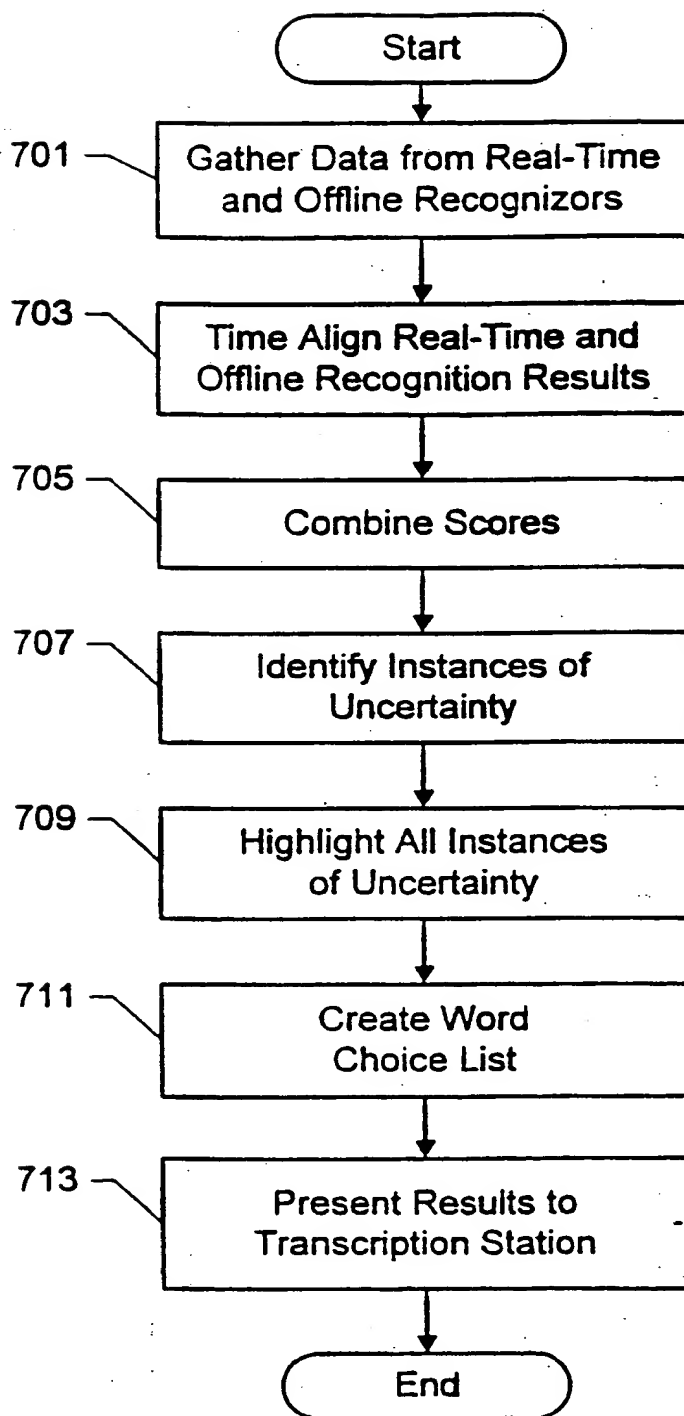 Start
701
Gather Data from Real-Time
and Offline Recognizors
703
Time Align Real-Time and
Offline Recognition Results
705
Combine Scores
707
Identify Instances of
Uncertainty
709
Highlight All Instances
of Uncertainty
711
Create Word
Choice List
713
Present Results to
Transcription Station
End